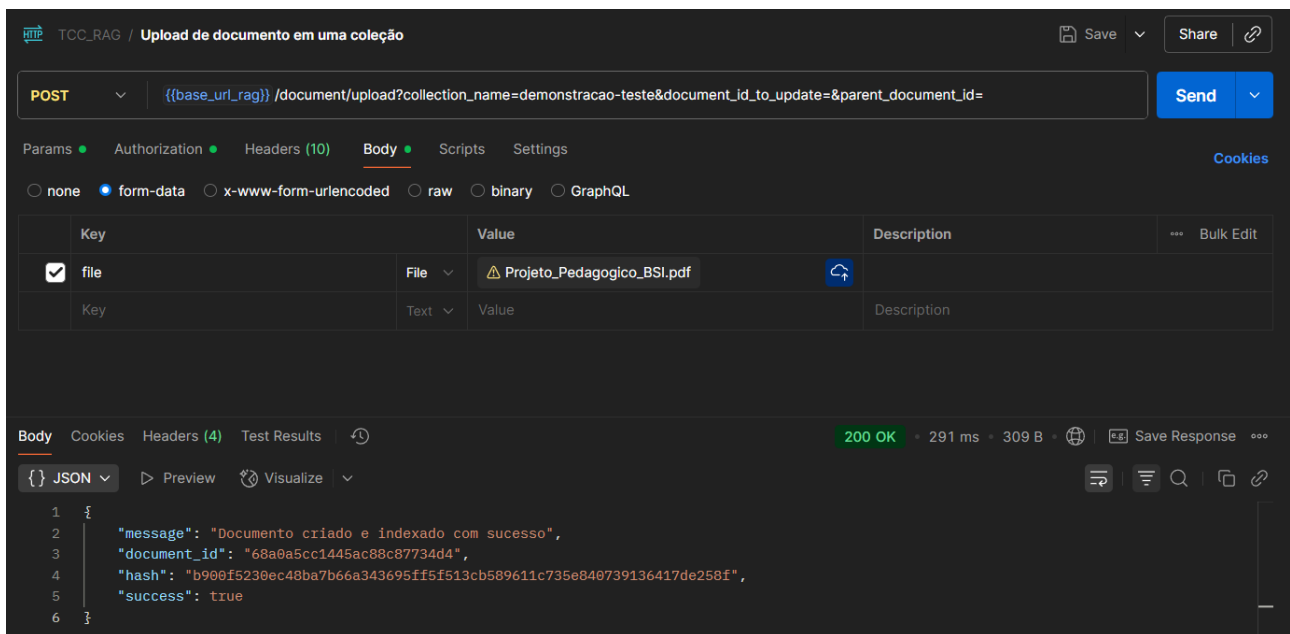 HTTP TCC_RAG / Upload de documento em uma coleção Save Share
POST {{base_url_rag}} /document/upload?collection_name=demonstracao-teste&document_id_to_update=&parent_document_id= Send
Params Authorization Headers (10) Body Scripts Settings Cookies
none form-data x-www-form-urlencoded raw binary GraphQL
Key Value Description Bulk Edit
file File Projeto_Pedagogico_BSI.pdf
Key Text Value Description
Body Cookies Headers (4) Test Results 200 OK 291 ms 309 B e.g. Save Response
{} JSON Preview Visualize
1 {
2 "message": "Documento criado e indexado com sucesso",
3 "document_id": "68a0a5cc1445ac88c87734d4",
4 "hash": "b900f5230ec48ba7b66a343695ff5f513cb589611c735e840739136417de258f",
5 "success": true
6 }